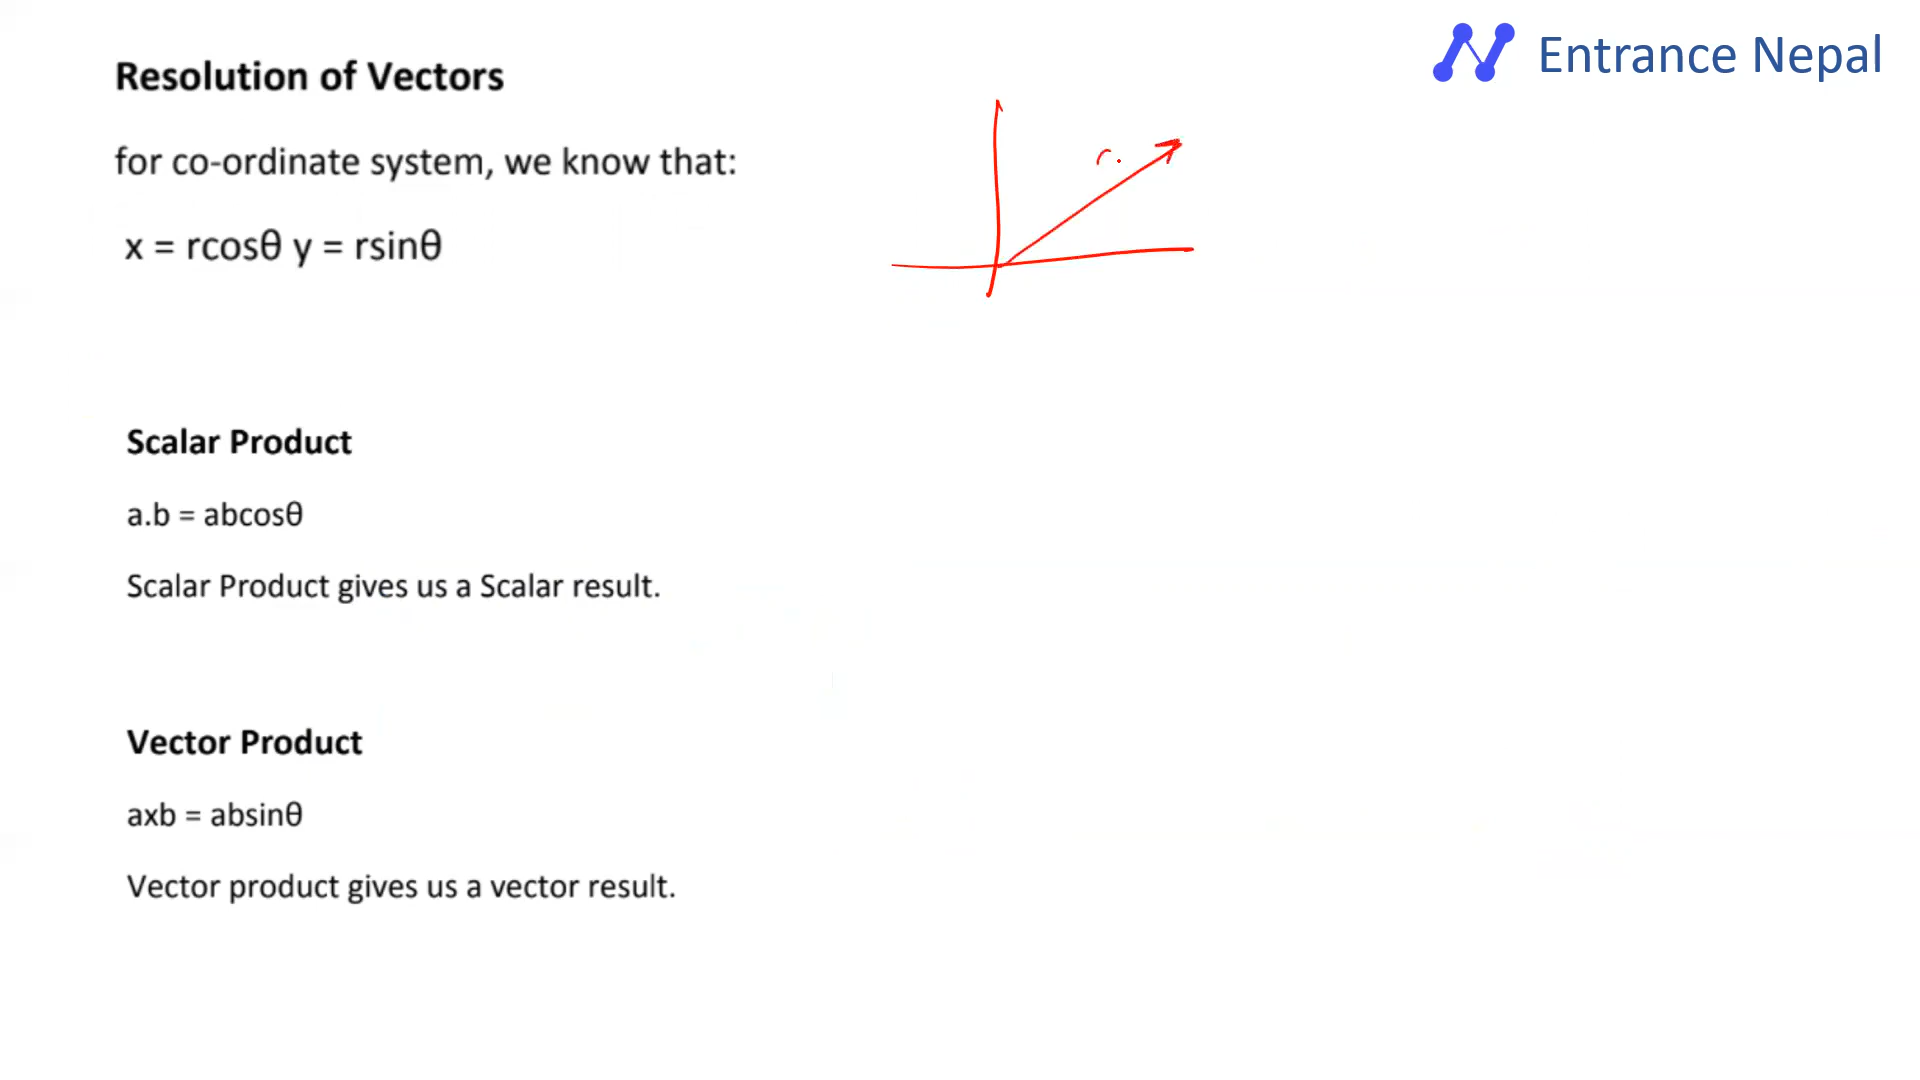 Entrance Nepal
Resolution of Vectors
for co-ordinate system, we know that:
r.
x = rcosθ y = rsinθ
Scalar Product
a.b = abcosθ
Scalar Product gives us a Scalar result.
Vector Product
axb = absinθ
Vector product gives us a vector result.